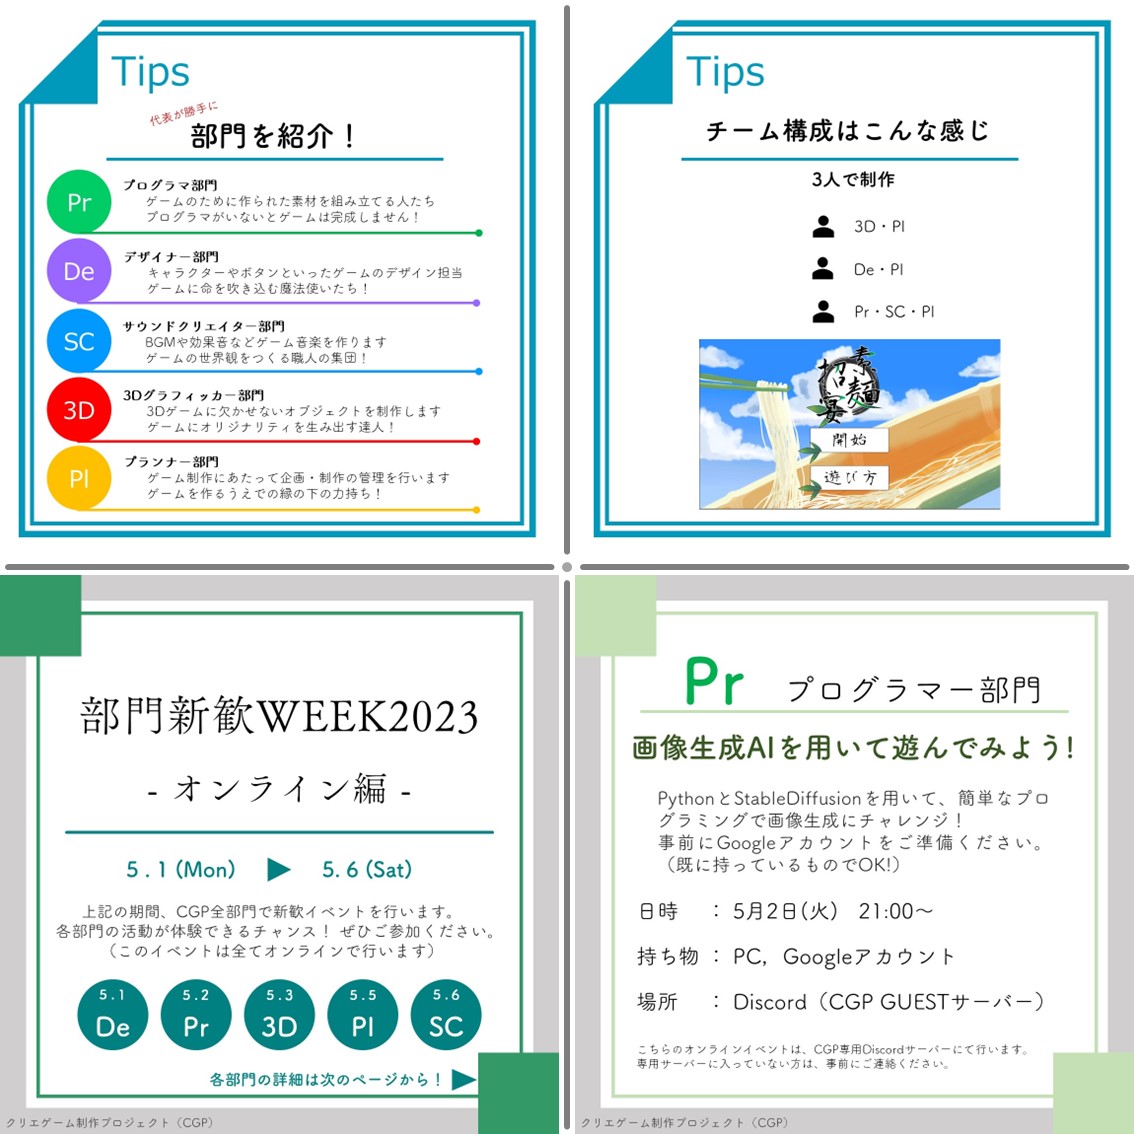 Tips
代表が勝手に
部門を紹介！
Pr
プログラマ部門
ゲームのために作られた素材を組み立てる人たち
プログラマがいないとゲームは完成しません！
De
デザイナー部門
キャラクターやボタンといったゲームのデザイン担当
ゲームに命を吹き込む魔法使いたち！
SC
サウンドクリエイター部門
BGMや効果音などゲーム音楽を作ります
ゲームの世界観をつくる職人の集団！
3D
3Dグラフィッカー部門
3Dゲームに欠かせないオブジェクトを制作します
ゲームにオリジナリティを生み出す達人！
Pl
プランナー部門
ゲーム制作にあたって企画・制作の管理を行います
ゲームを作るうえでの縁の下の力持ち！
Tips
チーム構成はこんな感じ
3人で制作
3D・Pl
De・Pl
Pr・SC・Pl
素麺
切宴
開始
遊び方
部門新歓WEEK2023
- オンライン編 -
5 . 1 (Mon) ▶ 5. 6 (Sat)
上記の期間、CGP全部門で新歓イベントを行います。
各部門の活動が体験できるチャンス！ ぜひご参加ください。
（このイベントは全てオンラインで行います）
5.1 De
5.2 Pr
5.3 3D
5.5 Pl
5.6 SC
各部門の詳細は次のページから！ ▶
クリエゲーム制作プロジェクト（CGP）
Pr プログラマー部門
画像生成AIを用いて遊んでみよう!
PythonとStableDiffusionを用いて、簡単なプロ
グラミングで画像生成にチャレンジ！
事前にGoogleアカウントをご準備ください。
（既に持っているものでOK!）
日時 ： 5月2日(火) 21:00～
持ち物 ： PC，Googleアカウント
場所 ： Discord（CGP GUESTサーバー）
こちらのオンラインイベントは、CGP専用Discordサーバーにて行います。
専用サーバーに入っていない方は、事前にご連絡ください。
クリエゲーム制作プロジェクト（CGP）